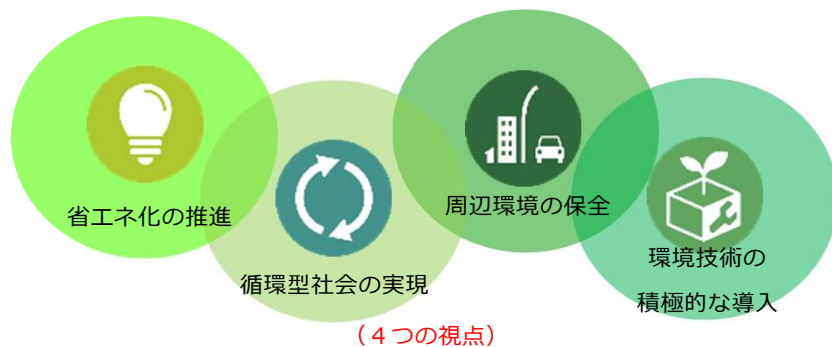 省エネ化の推進
循環型社会の実現
周辺環境の保全
環境技術の
積極的な導入
(4つの視点)